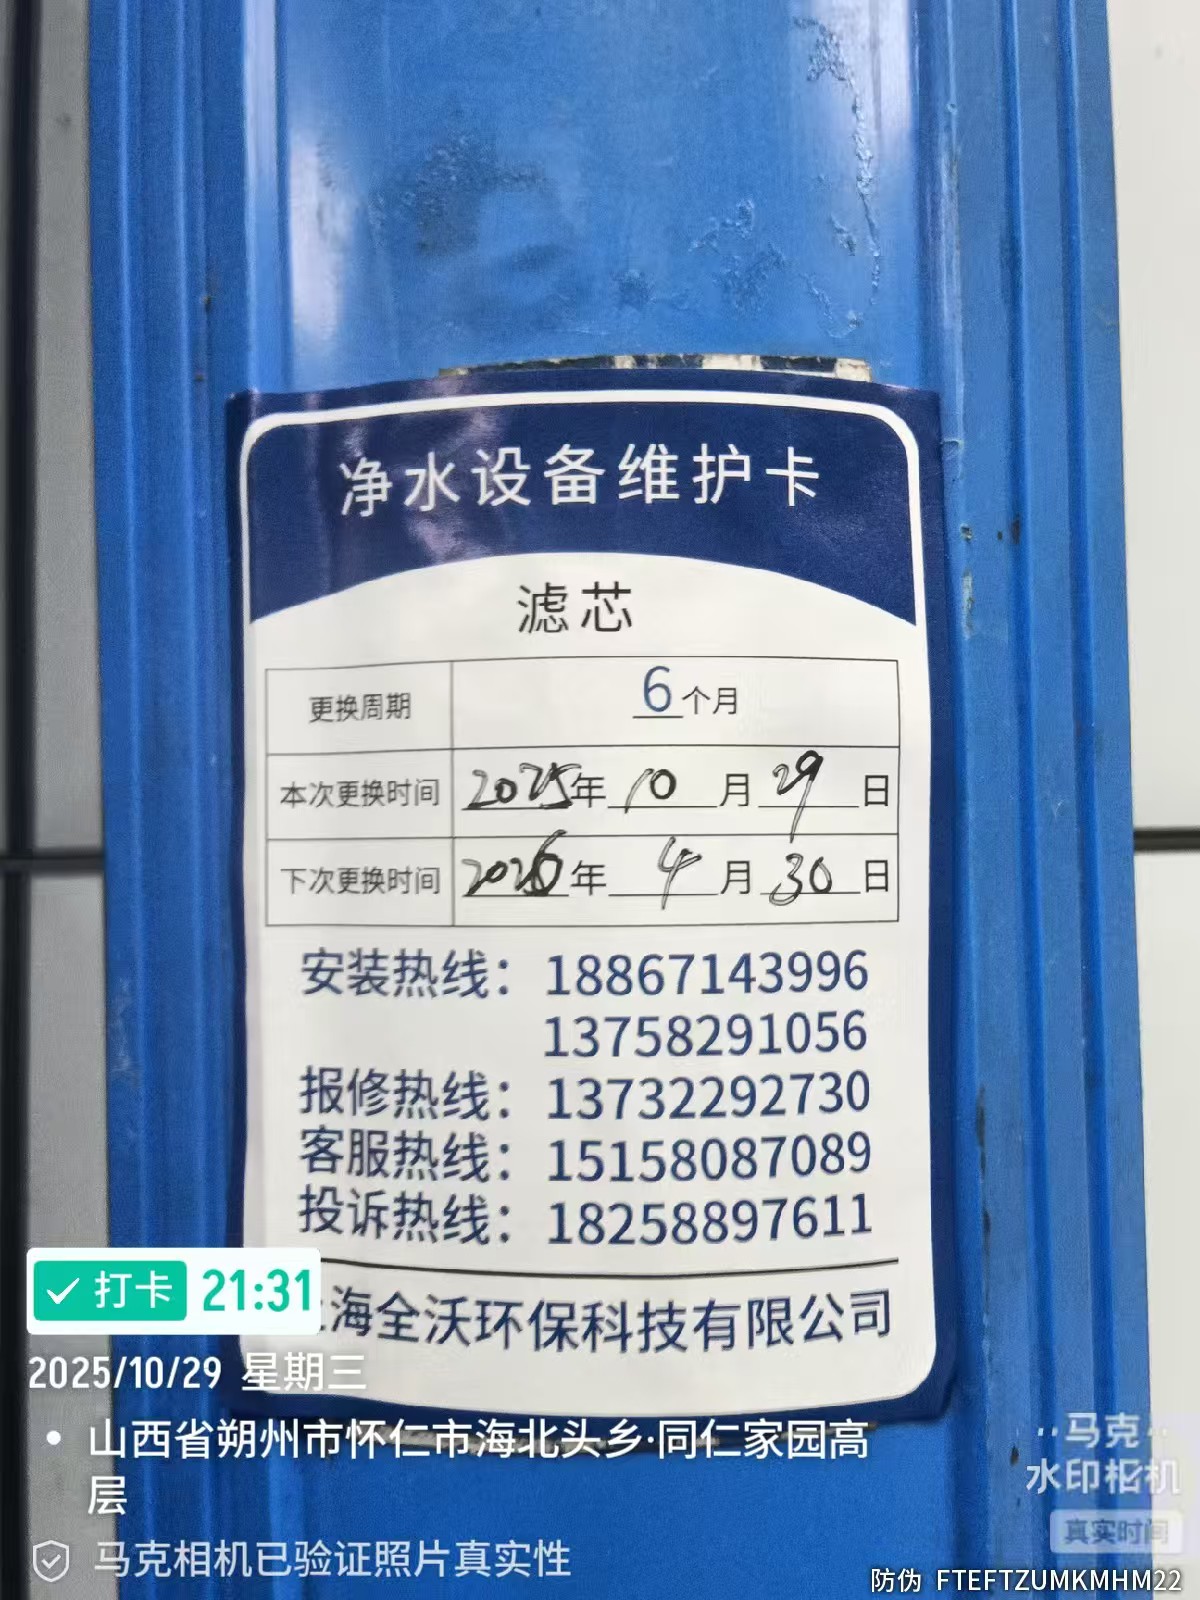 净水设备维护卡
滤芯
更换周期 6个月
本次更换时间 2025年10月29日
下次更换时间 2026年4月30日
安装热线：18867143996
13758291056
报修热线：13732292730
客服热线：15158087089
投诉热线：18258897611
海全沃环保科技有限公司
打卡 21:31
2025/10/29 星期三
山西省朔州市怀仁市海北头乡·同仁家园高
层
马克相机已验证照片真实性
马克
水印相机
真实时间
防伪 FTEFTZUMKMHM22